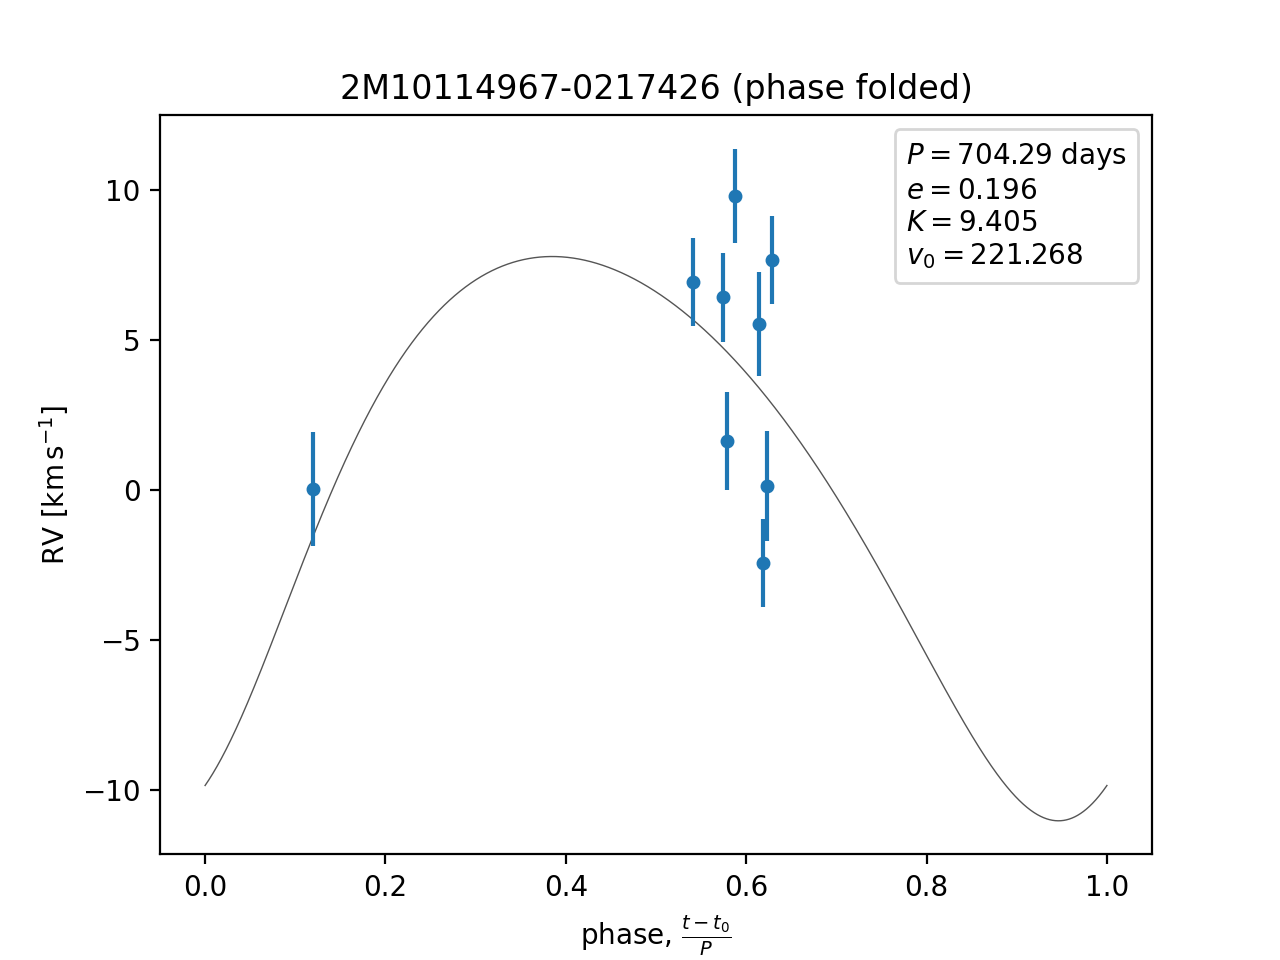 2M10114967-0217426 (phase folded)
P = 704.29 days
e = 0.196
K = 9.405
v₀ = 221.268
10
5
0
−5
−10
RV [km s⁻¹]
0.0 0.2 0.4 0.6 0.8 1.0
phase, (t − t₀)/P